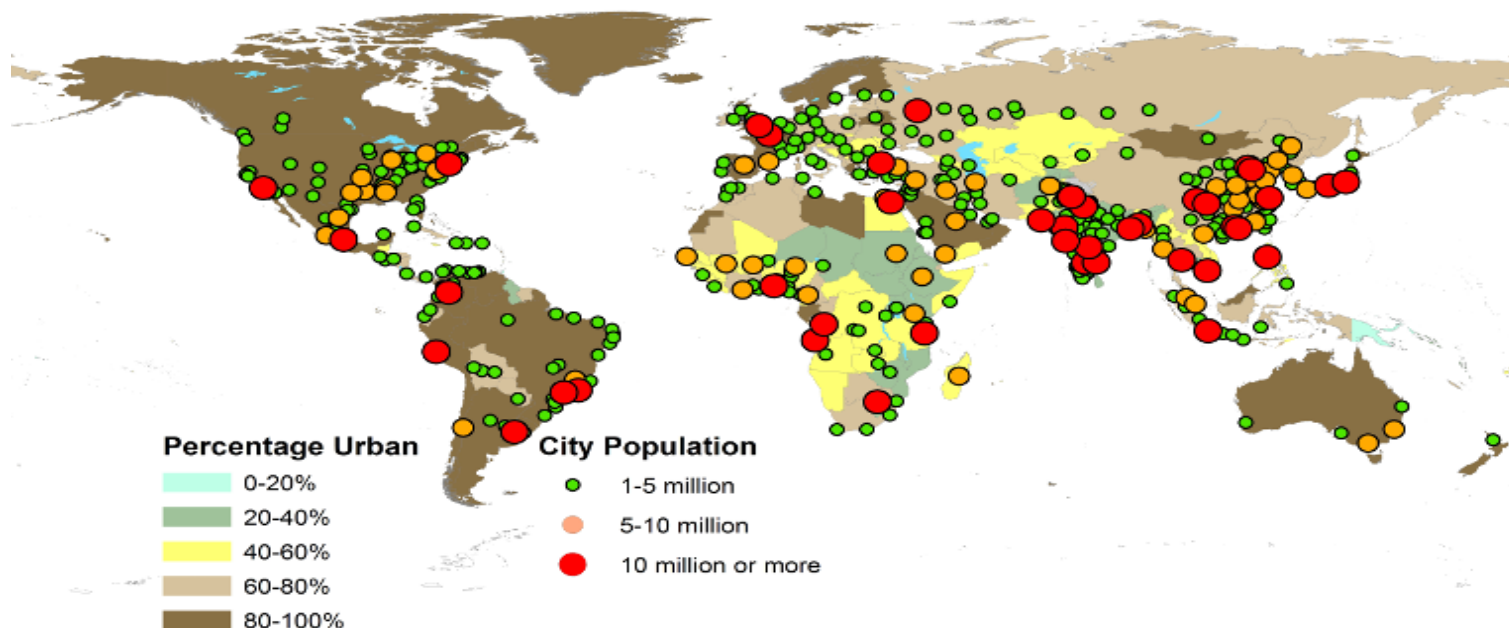 Percentage Urban
0-20%
20-40%
40-60%
60-80%
80-100%
City Population
1-5 million
5-10 million
10 million or more